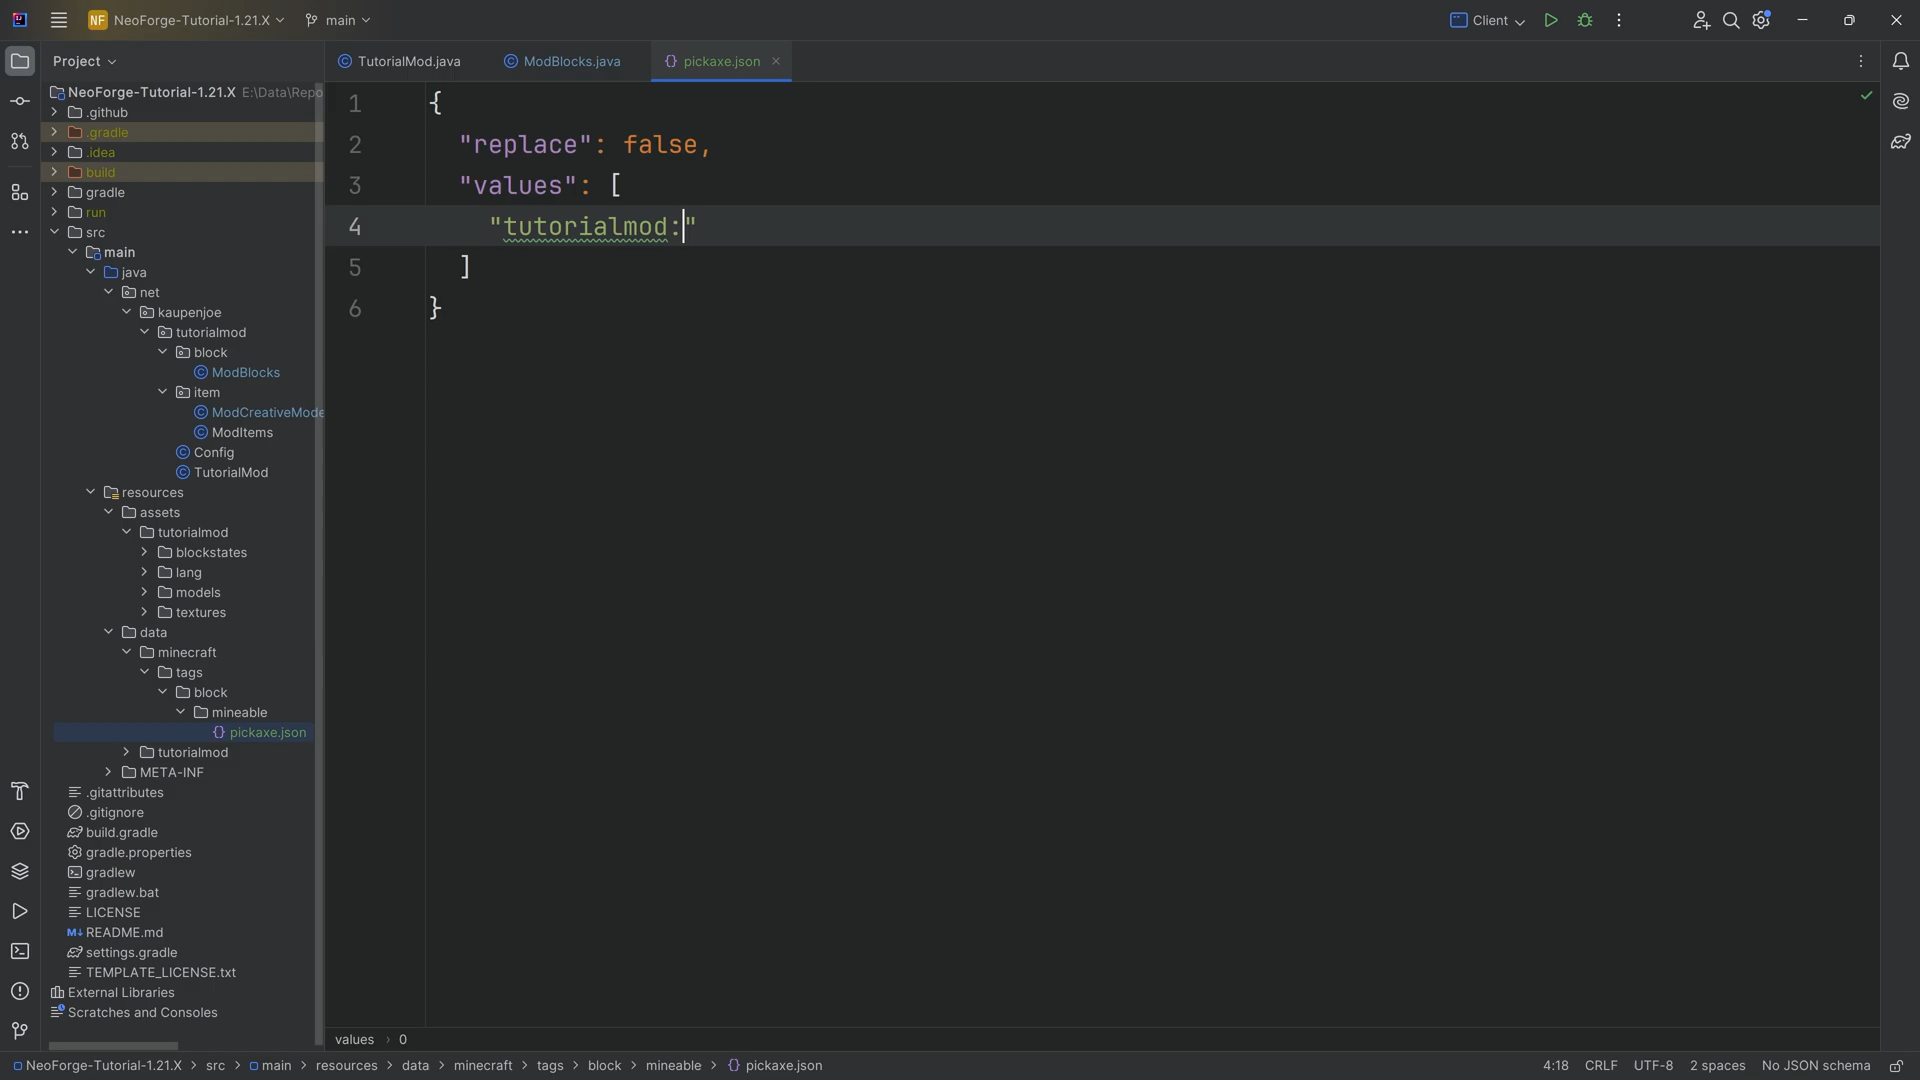 NF NeoForge-Tutorial-1.21.X main Client
Project TutorialMod.java ModBlocks.java pickaxe.json
NeoForge-Tutorial-1.21.X E:\Data\Repo
.github
.gradle
.idea
build
gradle
run
src
main
java
net
kaupenjoe
tutorialmod
block
ModBlocks
item
ModCreativeMode
ModItems
Config
TutorialMod
resources
assets
tutorialmod
blockstates
lang
models
textures
data
minecraft
tags
block
mineable
pickaxe.json
tutorialmod
META-INF
.gitattributes
.gitignore
build.gradle
gradle.properties
gradlew
gradlew.bat
LICENSE
README.md
settings.gradle
TEMPLATE_LICENSE.txt
External Libraries
Scratches and Consoles
1 {
2 "replace": false,
3 "values": [
4 "tutorialmod:"
5 ]
6 }
values › 0
NeoForge-Tutorial-1.21.X › src › main › resources › data › minecraft › tags › block › mineable › {} pickaxe.json 4:18 CRLF UTF-8 2 spaces No JSON schema